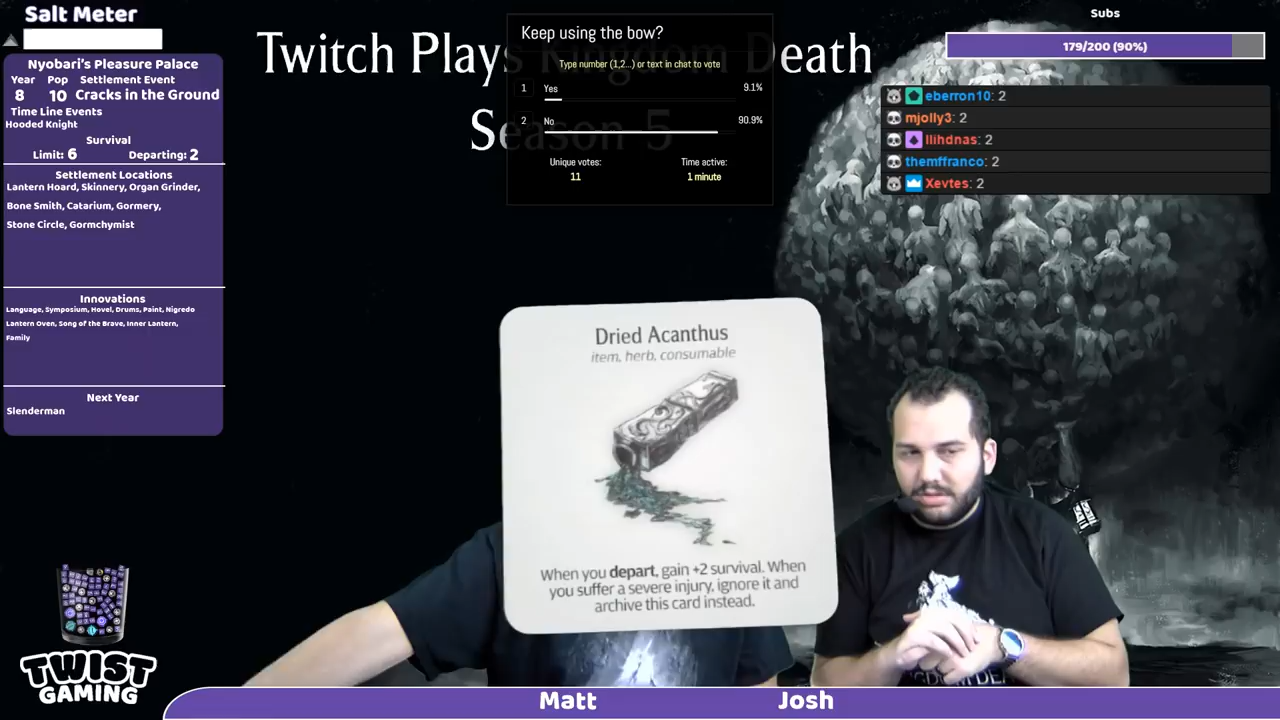 Salt Meter
Nyobari's Pleasure Palace
Year Pop Settlement Event
8 10 Cracks in the Ground
Time Line Events
Hooded Knight
Survival
Limit: 6 Departing: 2
Settlement Locations
Lantern Hoard, Skinnery, Organ Grinder,
Bone Smith, Catarium, Gormery,
Stone Circle, Gormchymist
Innovations
Language, Symposium, Hovel, Drums, Paint, Nigredo
Lantern Oven, Song of the Brave, Inner Lantern,
Family
Next Year
Slenderman
TWIST
GAMING
Twitch Plays Kingdom Death
Season 5
Keep using the bow?
Type number (1,2...) or text in chat to vote
1 Yes 9.1%
2 No 90.9%
Unique votes: Time active:
11 1 minute
Subs
179/200 (90%)
eberron10: 2
mjolly3: 2
llihdnas: 2
themffranco: 2
Xevtes: 2
Dried Acanthus
item, herb, consumable
When you depart, gain +2 survival. When
you suffer a severe injury, ignore it and
archive this card instead.
Matt Josh